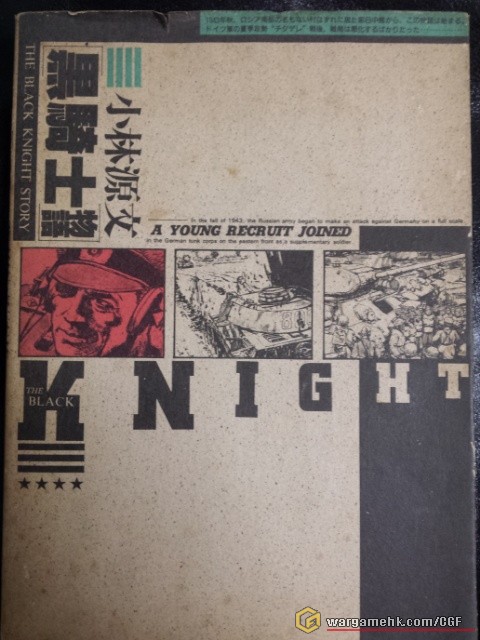 小林源文
黒騎士物語
THE BLACK KNIGHT STORY
In the fall of 1943, the Russian army began to make an attack against Germany on a full scale.
A YOUNG RECRUIT JOINED
in the German tank corps on the eastern front as a supplementary soldier
8
THE BLACK
KNIGHT
wargamehk.com/CGF